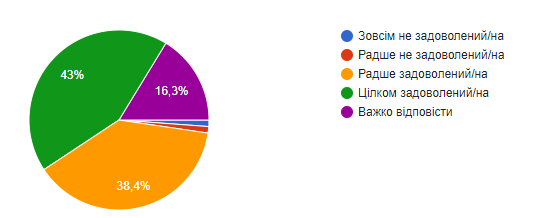 43%
16,3%
38,4%
Зовсім не задоволений/на
Радше не задоволений/на
Радше задоволений/на
Цілком задоволений/на
Важко відповісти